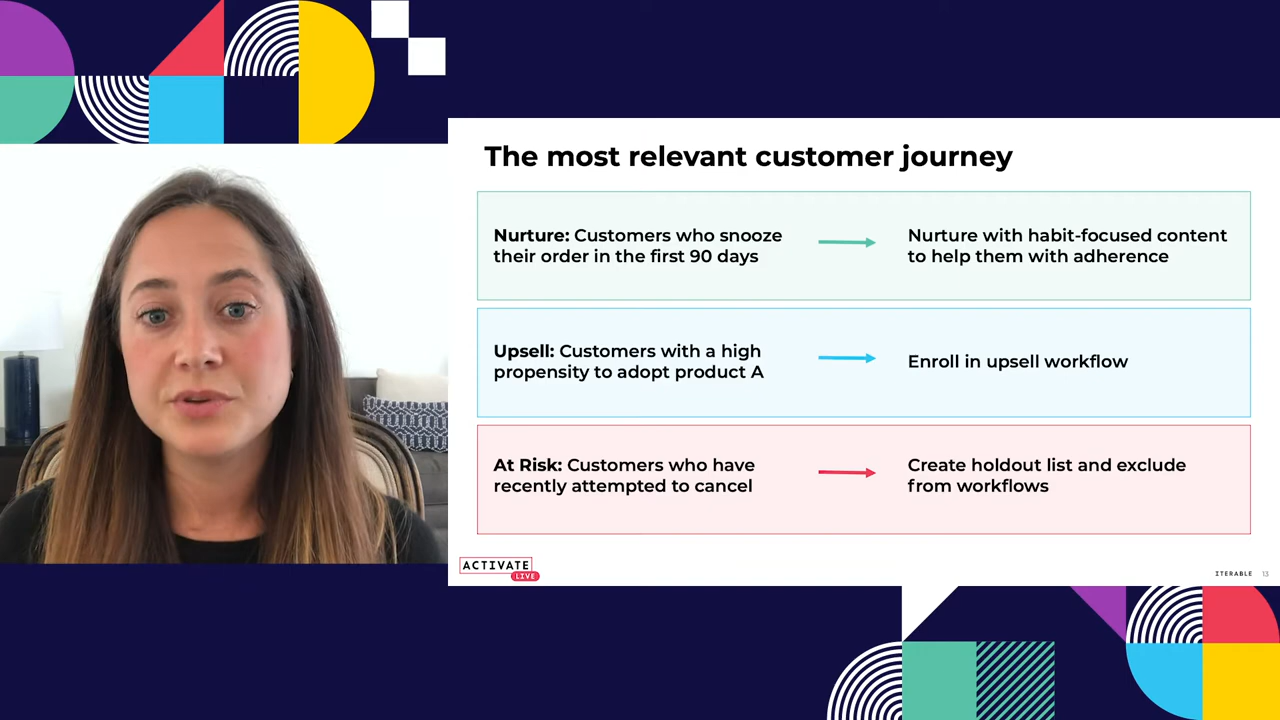 The most relevant customer journey
Nurture: Customers who snooze
their order in the first 90 days
Nurture with habit-focused content
to help them with adherence
Upsell: Customers with a high
propensity to adopt product A
Enroll in upsell workflow
At Risk: Customers who have
recently attempted to cancel
Create holdout list and exclude
from workflows
ACTIVATE
LIVE
ITERABLE 13